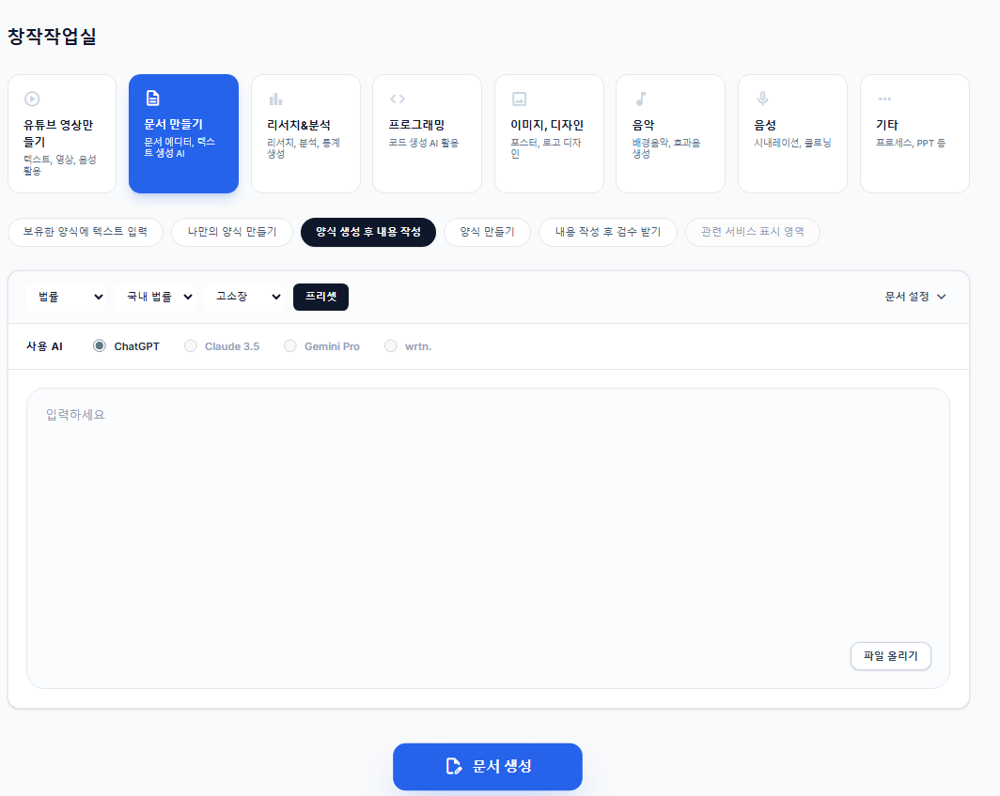 창작작업실
유튜브 영상만
들기
텍스트, 영상, 음성
활용
문서 만들기
문서 에디터, 텍스
트 생성 AI
리서치&분석
리서치, 분석, 통계
생성
프로그래밍
코드 생성 AI 활용
이미지, 디자인
포스터, 로고 디자
인
음악
배경음악, 효과음
생성
음성
시내레이션, 클로닝
기타
프로세스, PPT 등
보유한 양식에 텍스트 입력
나만의 양식 만들기
양식 생성 후 내용 작성
양식 만들기
내용 작성 후 검수 받기
관련 서비스 표시 영역
법률
국내 법률
고소장
프리셋
문서 설정
사용 AI
ChatGPT
Claude 3.5
Gemini Pro
wrtn.
입력하세요
파일 올리기
문서 생성